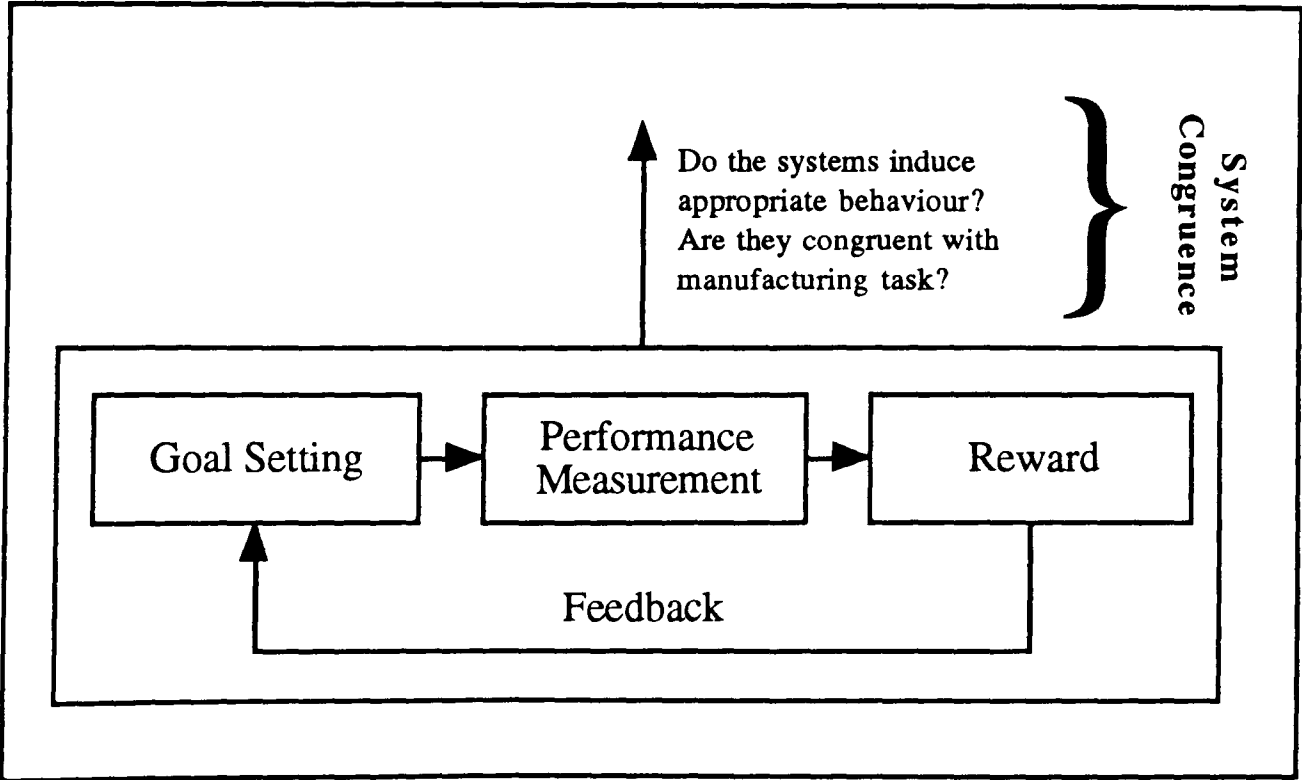 Do the systems induce
appropriate behaviour?
Are they congruent with
manufacturing task?
System
Congruence
Goal Setting
Performance
Measurement
Reward
Feedback